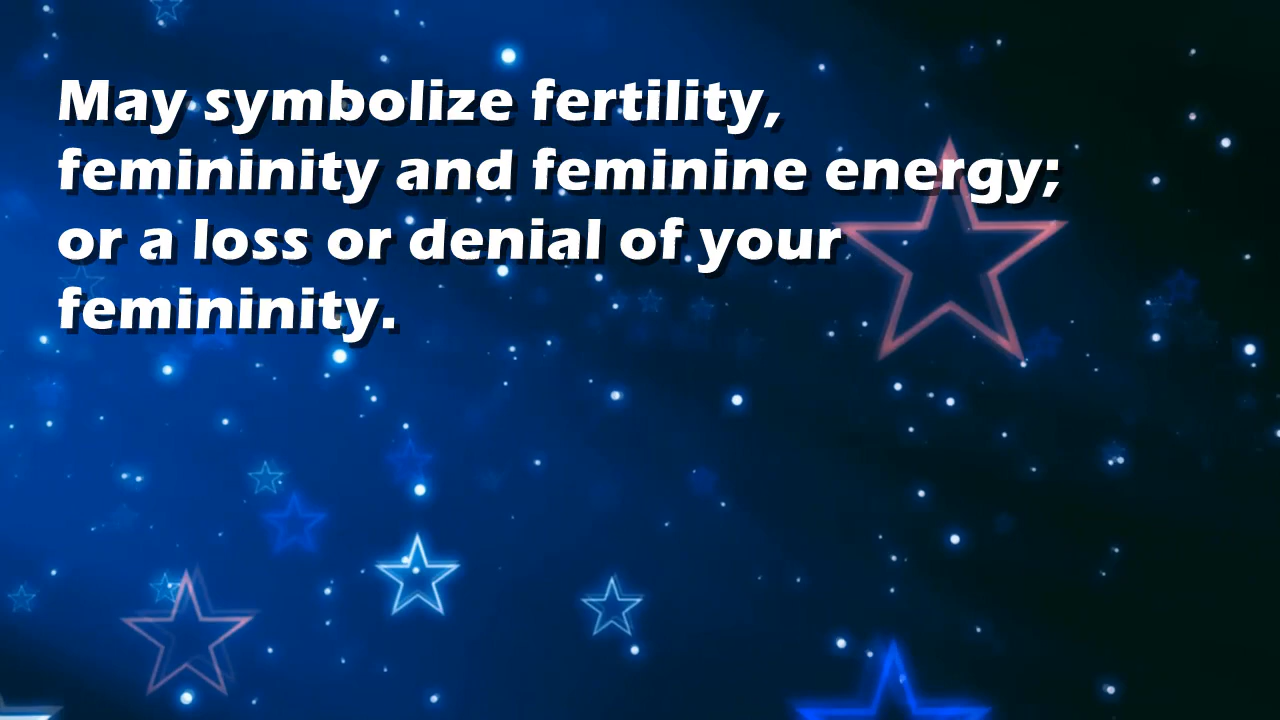 May symbolize fertility,
femininity and feminine energy;
or a loss or denial of your
femininity.